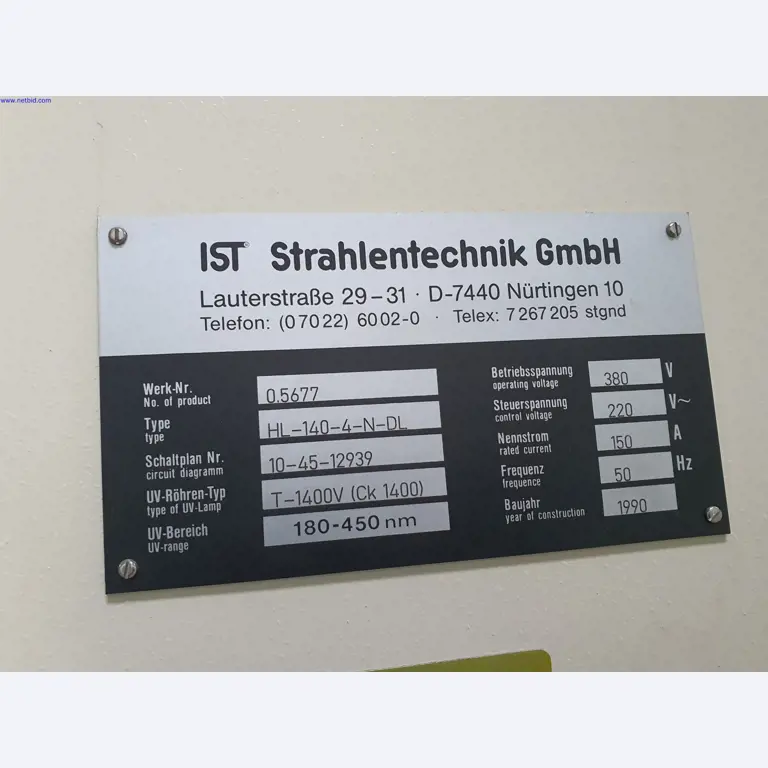 www.netbid.com
IST® Strahlentechnik GmbH
Lauterstraße 29-31 · D-7440 Nürtingen 10
Telefon: (07022) 6002-0 · Telex: 7267205 stgnd
Werk-Nr. 0.5677
No. of product
Type HL-140-4-N-DL
type
Schaltplan Nr. 10-45-12939
circuit diagramm
UV-Röhren-Typ T-1400V (Ck 1400)
type of UV-Lamp
UV-Bereich 180-450 nm
UV-range
Betriebsspannung 380 V
operating voltage
Steuerspannung 220 V~
control voltage
Nennstrom 150 A
rated current
Frequenz 50 Hz
frequence
Baujahr 1990
year of construction